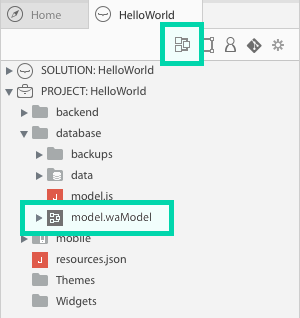 Home
HelloWorld
SOLUTION: HelloWorld
PROJECT: HelloWorld
backend
database
backups
data
model.js
model.waModel
mobile
resources.json
Themes
Widgets